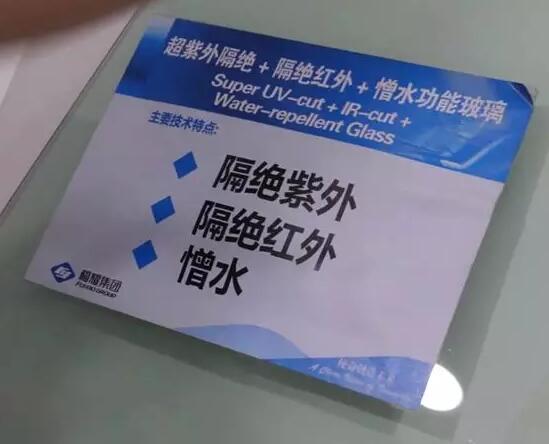 超紫外隔绝+隔绝红外+憎水功能玻璃
Super UV-cut + IR-cut +
Water-repellent Glass
主要技术特点:
隔绝紫外
隔绝红外
憎水
福耀集团
FUYAO GROUP